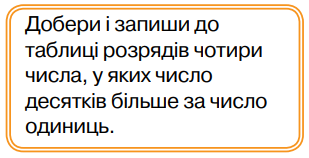 Добери і запиши до
таблиці розрядів чотири
числа, у яких число
десятків більше за число
одиниць.